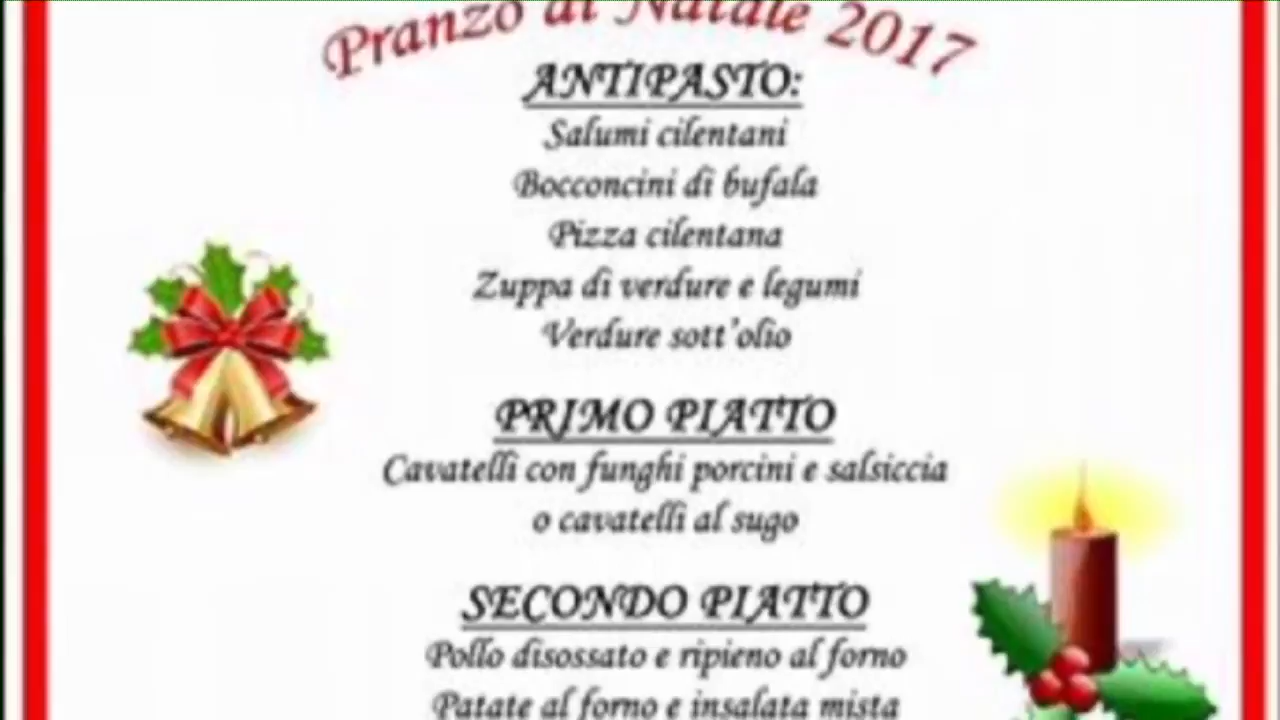 Pranzo di Natale 2017
ANTIPASTO:
Salumi cilentani
Bocconcini di bufala
Pizza cilentana
Zuppa di verdure e legumi
Verdure sott'olio
PRIMO PIATTO
Cavatelli con funghi porcini e salsiccia
o cavatelli al sugo
SECONDO PIATTO
Pollo disossato e ripieno al forno
Patate al forno e insalata mista